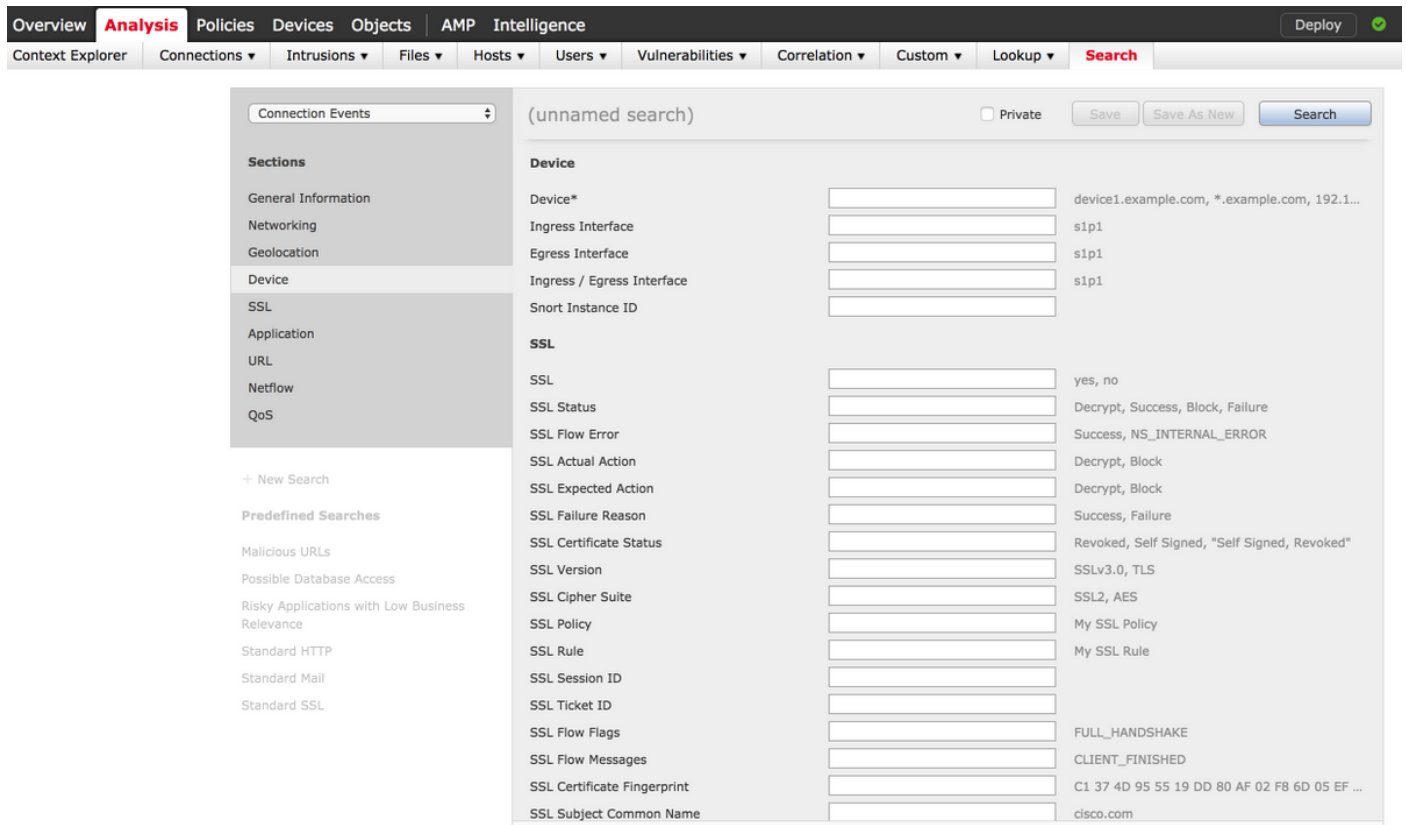 Overview Analysis Policies Devices Objects AMP Intelligence Deploy
Context Explorer Connections ▾ Intrusions ▾ Files ▾ Hosts ▾ Users ▾ Vulnerabilities ▾ Correlation ▾ Custom ▾ Lookup ▾ Search
Connection Events
Sections
General Information
Networking
Geolocation
Device
SSL
Application
URL
Netflow
QoS
+ New Search
Predefined Searches
Malicious URLs
Possible Database Access
Risky Applications with Low Business
Relevance
Standard HTTP
Standard Mail
Standard SSL
(unnamed search) Private Save Save As New Search
Device
Device* device1.example.com, *.example.com, 192.1...
Ingress Interface s1p1
Egress Interface s1p1
Ingress / Egress Interface s1p1
Snort Instance ID
SSL
SSL yes, no
SSL Status Decrypt, Success, Block, Failure
SSL Flow Error Success, NS_INTERNAL_ERROR
SSL Actual Action Decrypt, Block
SSL Expected Action Decrypt, Block
SSL Failure Reason Success, Failure
SSL Certificate Status Revoked, Self Signed, "Self Signed, Revoked"
SSL Version SSLv3.0, TLS
SSL Cipher Suite SSL2, AES
SSL Policy My SSL Policy
SSL Rule My SSL Rule
SSL Session ID
SSL Ticket ID
SSL Flow Flags FULL_HANDSHAKE
SSL Flow Messages CLIENT_FINISHED
SSL Certificate Fingerprint C1 37 4D 95 55 19 DD 80 AF 02 F8 6D 05 EF ...
SSL Subject Common Name cisco.com